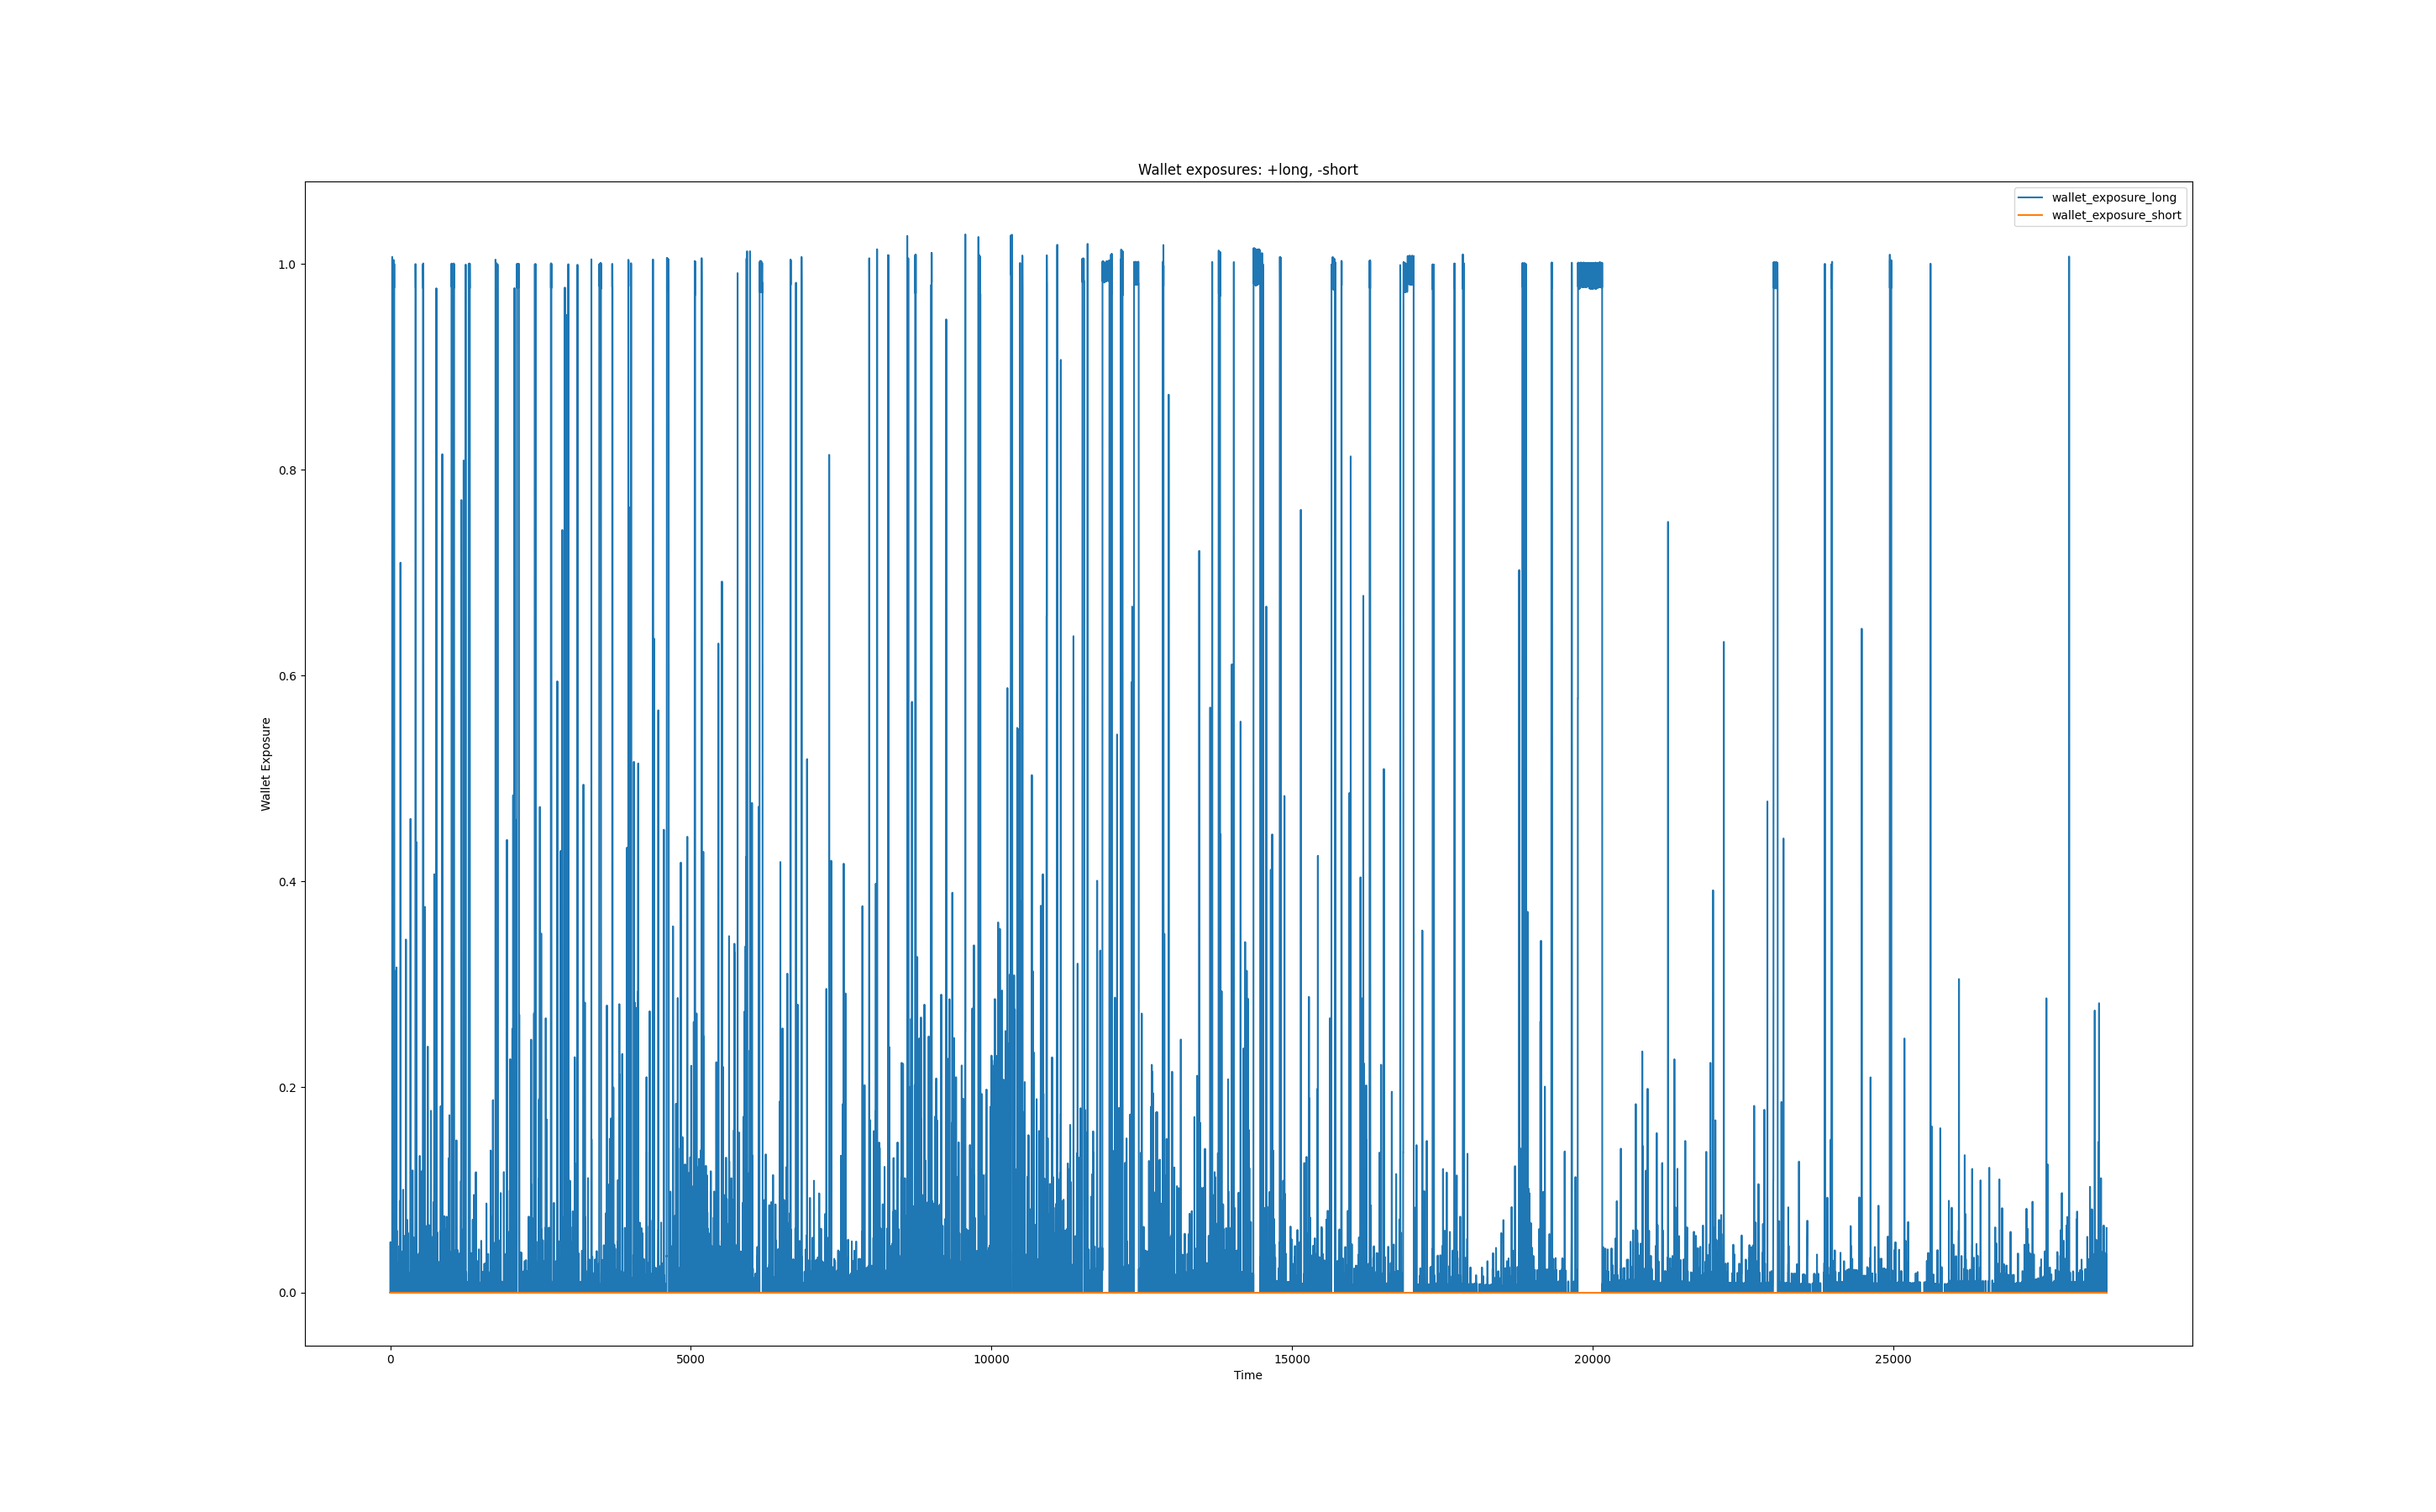 Wallet exposures: +long, -short
wallet_exposure_long
wallet_exposure_short
1.0
0.8
0.6
0.4
0.2
0.0
Wallet Exposure
0 5000 10000 15000 20000 25000
Time